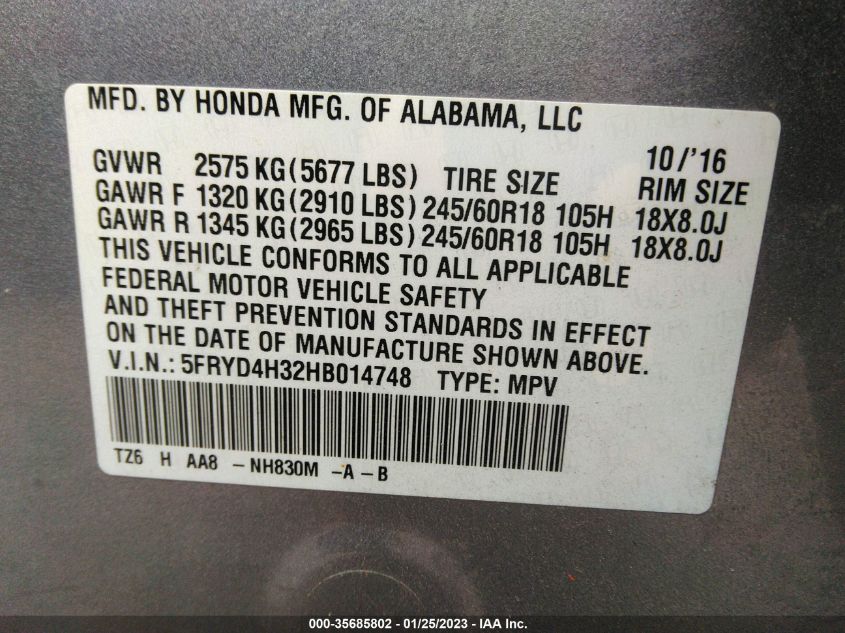 MFD. BY HONDA MFG. OF ALABAMA, LLC
10/'16
GVWR 2575 KG (5677 LBS) TIRE SIZE RIM SIZE
GAWR F 1320 KG (2910 LBS) 245/60R18 105H 18X8.0J
GAWR R 1345 KG (2965 LBS) 245/60R18 105H 18X8.0J
THIS VEHICLE CONFORMS TO ALL APPLICABLE
FEDERAL MOTOR VEHICLE SAFETY
AND THEFT PREVENTION STANDARDS IN EFFECT
ON THE DATE OF MANUFACTURE SHOWN ABOVE.
V.I.N.: 5FRYD4H32HB014748 TYPE: MPV
TZ6 H AA8 - NH830M - A - B
000-35685802 - 01/25/2023 - IAA Inc.